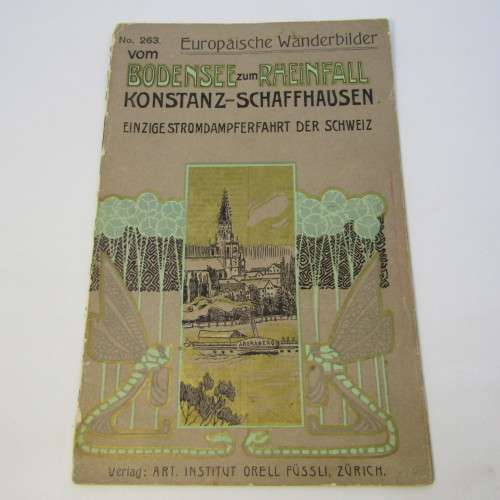 No. 263. Europäische Wanderbilder
vom
BODENSEE zum RHEINFALL
KONSTANZ-SCHAFFHAUSEN.
EINZIGE STROMDAMPFERFAHRT DER SCHWEIZ
ARENABERG
Verlag: ART. INSTITUT ORELL FÜSSLI, ZÜRICH.